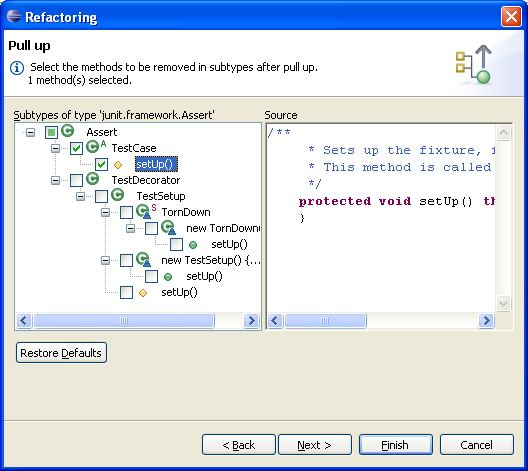 Refactoring
Pull up
Select the methods to be removed in subtypes after pull up.
1 method(s) selected.
Subtypes of type 'junit.framework.Assert'
Source
Assert
A TestCase
setUp()
TestDecorator
TestSetup
S TornDown
new TornDown(
setUp()
new TestSetup() {...
setUp()
setUp()
/**
* Sets up the fixture, f
* This method is called
*/
protected void setUp() th
}
Restore Defaults
< Back
Next >
Finish
Cancel